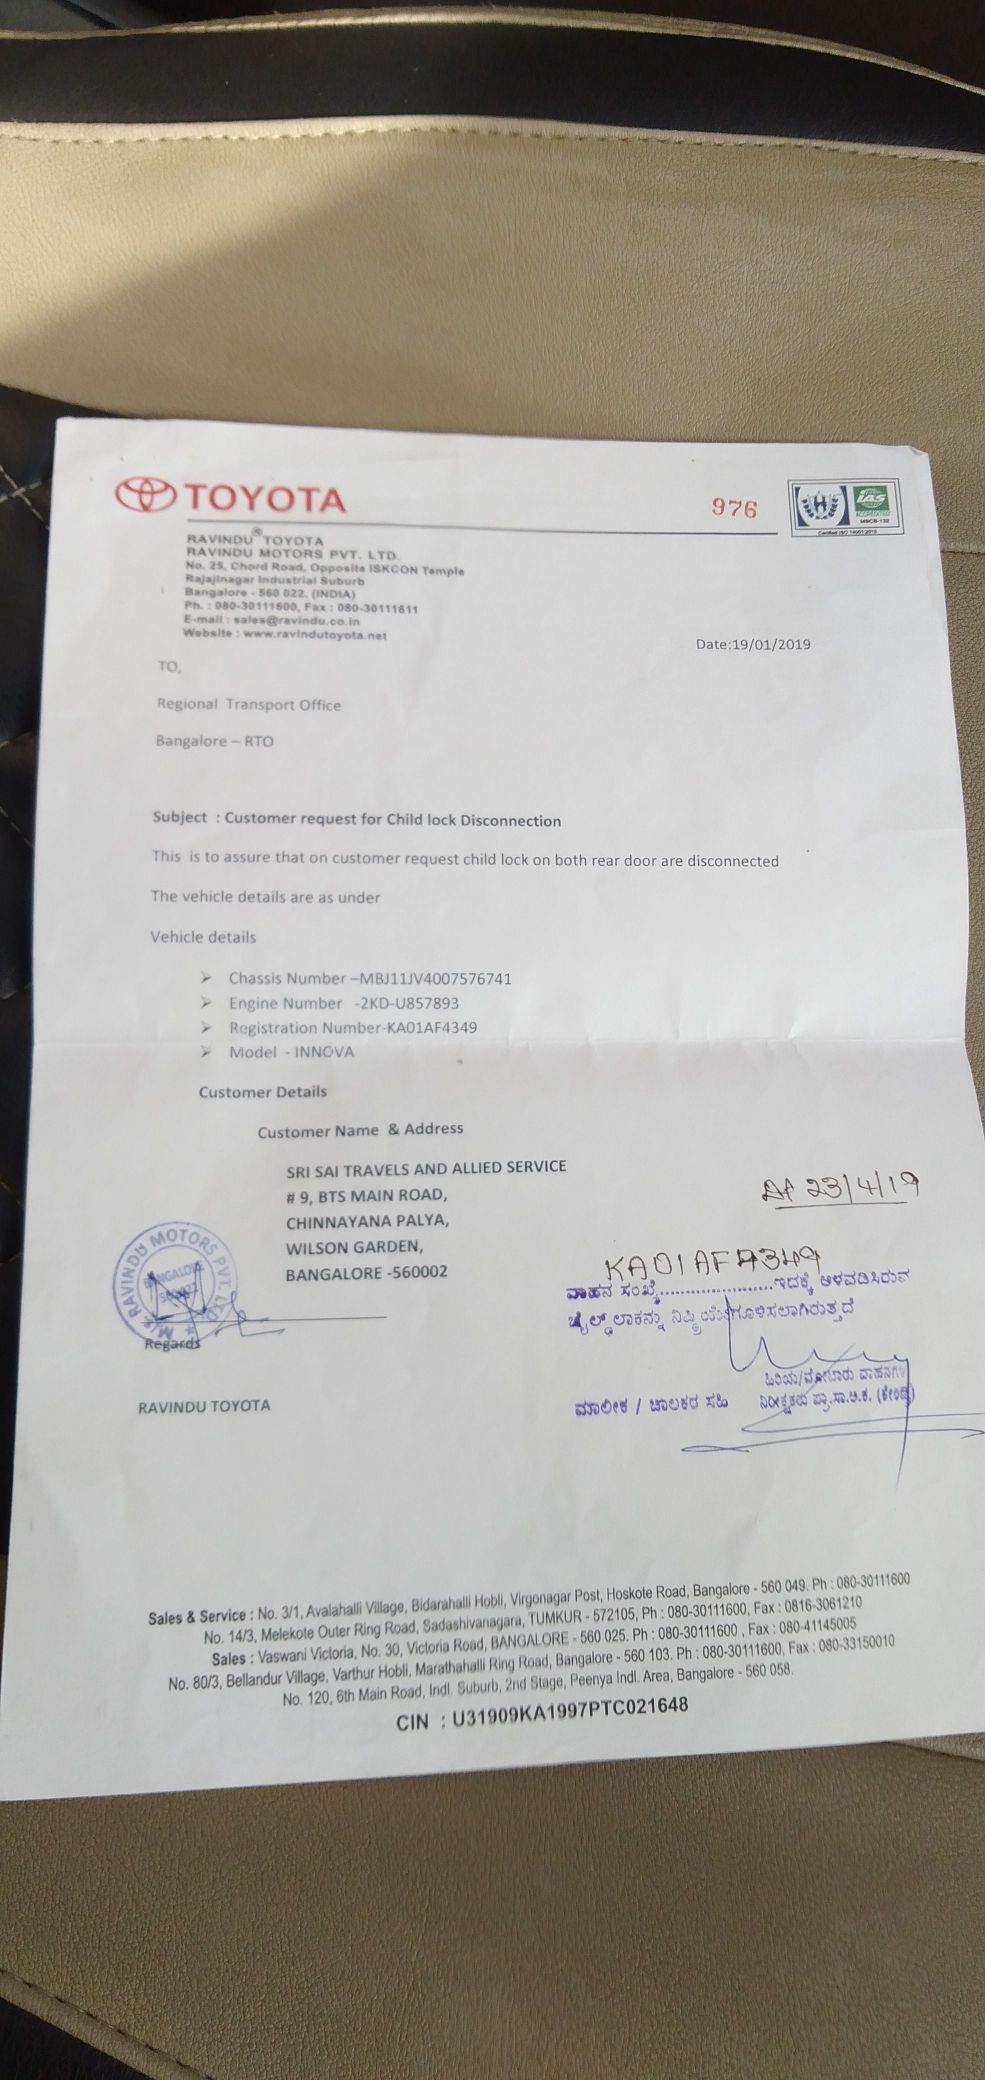 TOYOTA
976
IAS
RAVINDU® TOYOTA
RAVINDU MOTORS PVT. LTD.
No. 25, Chord Road, Opposite ISKCON Temple
Rajajinagar Industrial Suburb
Bangalore - 560 022. (INDIA)
Ph. : 080-30111600, Fax : 080-30111611
E-mail : sales@ravindu.co.in
Website : www.ravindutoyota.net
Date:19/01/2019
TO,
Regional Transport Office
Bangalore – RTO
Subject : Customer request for Child lock Disconnection
This is to assure that on customer request child lock on both rear door are disconnected
The vehicle details are as under
Vehicle details
➢ Chassis Number –MBJ11JV4007576741
➢ Engine Number -2KD-U857893
➢ Registration Number-KA01AF4349
➢ Model - INNOVA
Customer Details
Customer Name & Address
SRI SAI TRAVELS AND ALLIED SERVICE
# 9, BTS MAIN ROAD,
CHINNAYANA PALYA,
WILSON GARDEN,
BANGALORE -560002
23/4/19
KA01AF4349
ವಾಹನ ಸಂಖ್ಯೆ......................ಇದಕ್ಕೆ ಅಳವಡಿಸಿರುವ
ಚೈಲ್ಡ್ ಲಾಕನ್ನು ನಿಷ್ಕ್ರಿಯೆಗೊಳಿಸಲಾಗಿರುತ್ತದೆ
ಹಿರಿಯ/ಮೋಟಾರು ವಾಹನಗಳ
ಮಾಲೀಕ / ಚಾಲಕರ ಸಹಿ ನಿರೀಕ್ಷಕರು ಪ್ರಾ.ಸಾ.ಅ.ಕ. (ಕೇಂದ್ರ)
M/s. RAVINDU MOTORS PVT. LTD.
BANGALORE
Regards
RAVINDU TOYOTA
Sales & Service : No. 3/1, Avalahalli Village, Bidarahalli Hobli, Virgonagar Post, Hoskote Road, Bangalore - 560 049. Ph : 080-30111600
No. 14/3, Melekote Outer Ring Road, Sadashivanagara, TUMKUR - 572105, Ph : 080-30111600, Fax : 0816-3061210
Sales : Vaswani Victoria, No. 30, Victoria Road, BANGALORE - 560 025. Ph : 080-30111600 , Fax : 080-41145005
No. 80/3, Bellandur Village, Varthur Hobli, Marathahalli Ring Road, Bangalore - 560 103. Ph : 080-30111600, Fax : 080-33150010
No. 120, 6th Main Road, Indl. Suburb, 2nd Stage, Peenya Indl. Area, Bangalore - 560 058.
CIN : U31909KA1997PTC021648